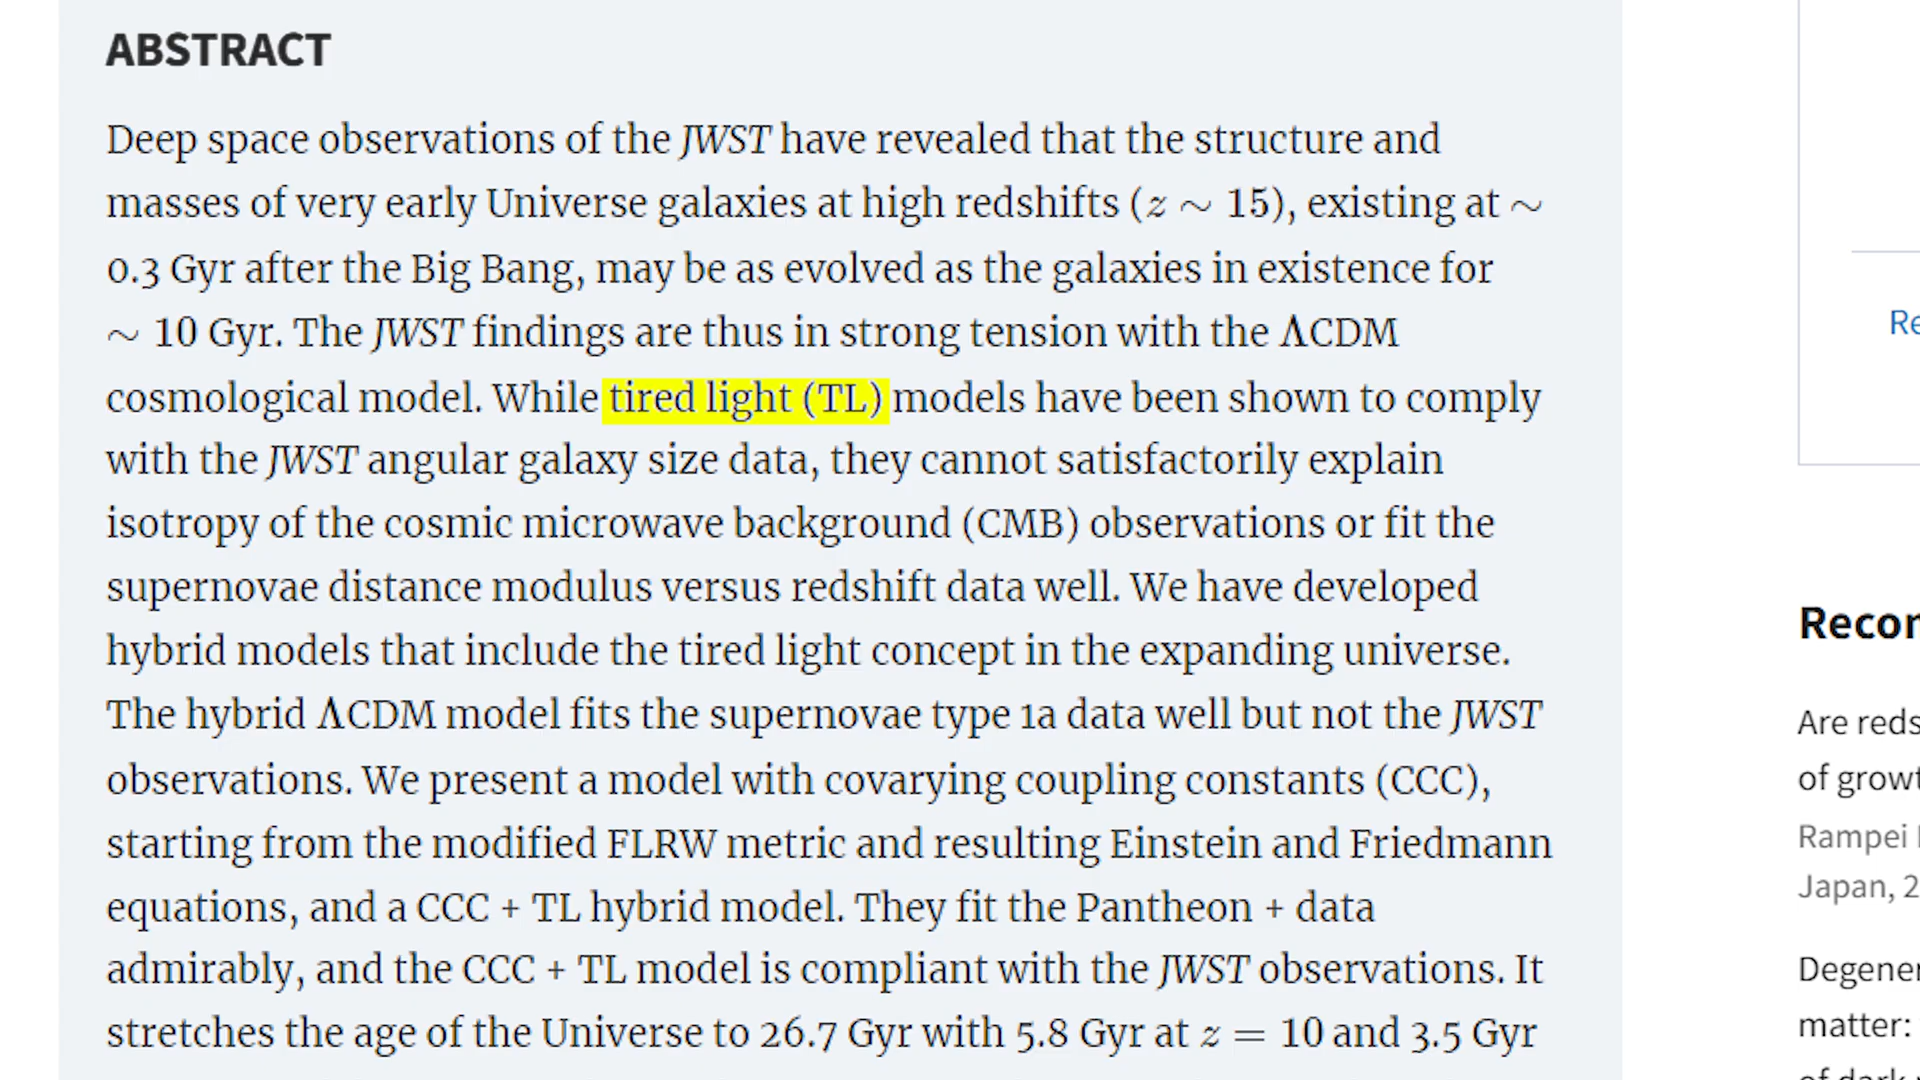 ABSTRACT
Deep space observations of the JWST have revealed that the structure and
masses of very early Universe galaxies at high redshifts (z ∼ 15), existing at ∼
0.3 Gyr after the Big Bang, may be as evolved as the galaxies in existence for
∼ 10 Gyr. The JWST findings are thus in strong tension with the ΛCDM
cosmological model. While tired light (TL) models have been shown to comply
with the JWST angular galaxy size data, they cannot satisfactorily explain
isotropy of the cosmic microwave background (CMB) observations or fit the
supernovae distance modulus versus redshift data well. We have developed
hybrid models that include the tired light concept in the expanding universe.
The hybrid ΛCDM model fits the supernovae type 1a data well but not the JWST
observations. We present a model with covarying coupling constants (CCC),
starting from the modified FLRW metric and resulting Einstein and Friedmann
equations, and a CCC + TL hybrid model. They fit the Pantheon + data
admirably, and the CCC + TL model is compliant with the JWST observations. It
stretches the age of the Universe to 26.7 Gyr with 5.8 Gyr at z = 10 and 3.5 Gyr
Re
Recor
Are reds
of growt
Rampei
Japan, 2
Degener
matter: